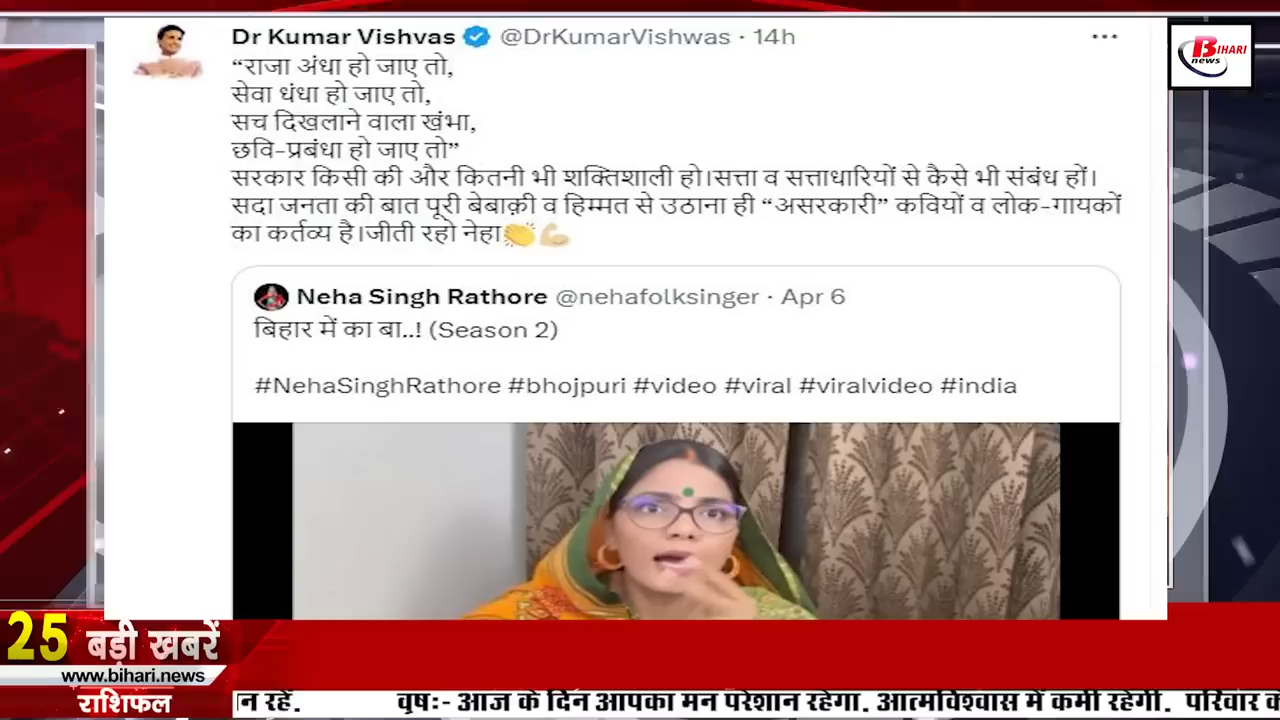 Dr Kumar Vishvas @DrKumarVishwas · 14h
“राजा अंधा हो जाए तो,
सेवा धंधा हो जाए तो,
सच दिखलाने वाला खंभा,
छवि-प्रबंधा हो जाए तो”
सरकार किसी की और कितनी भी शक्तिशाली हो।सत्ता व सत्ताधारियों से कैसे भी संबंध हों।
सदा जनता की बात पूरी बेबाक़ी व हिम्मत से उठाना ही “असरकारी” कवियों व लोक-गायकों
का कर्तव्य है।जीती रहो नेहा👏💪
BIHARI
news
Neha Singh Rathore @nehafolksinger · Apr 6
बिहार में का बा..! (Season 2)
#NehaSinghRathore #bhojpuri #video #viral #viralvideo #india
25 बड़ी खबरें
www.bihari.news
राशिफल
न रहें. वृषः- आज के दिन आपका मन परेशान रहेगा. आत्मविश्वास में कमी रहेगी. परिवार